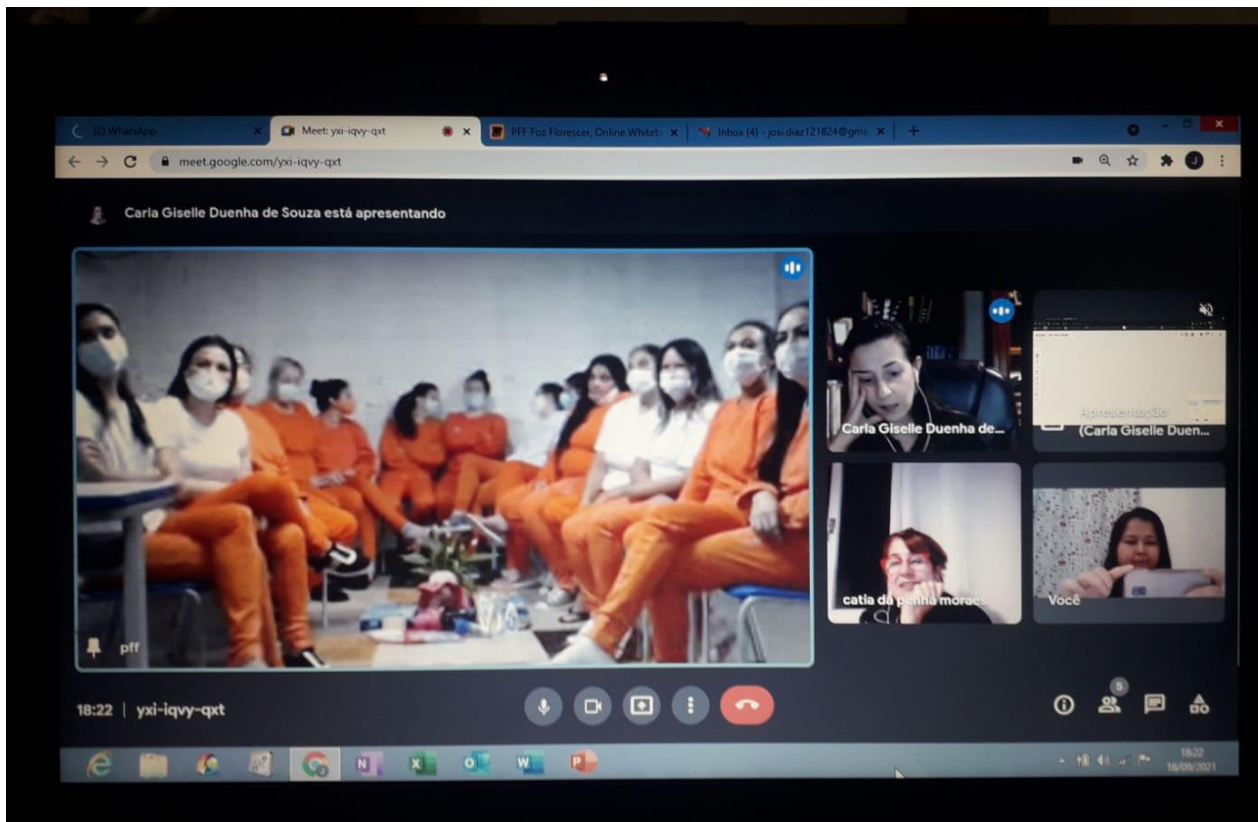 (2) WhatsApp
Meet: yxi-iqvy-qxt
PFF Foz Florescer, Online Whiteb
Inbox (4) - josi.diaz121824@gma
meet.google.com/yxi-iqvy-qxt
J
Carla Giselle Duenha de Souza está apresentando
Carla Giselle Duenha de...
Apresentação
(Carla Giselle Duen...
catia da penha moraes
Você
pff
18:22 | yxi-iqvy-qxt
5
18:22
16/09/2021